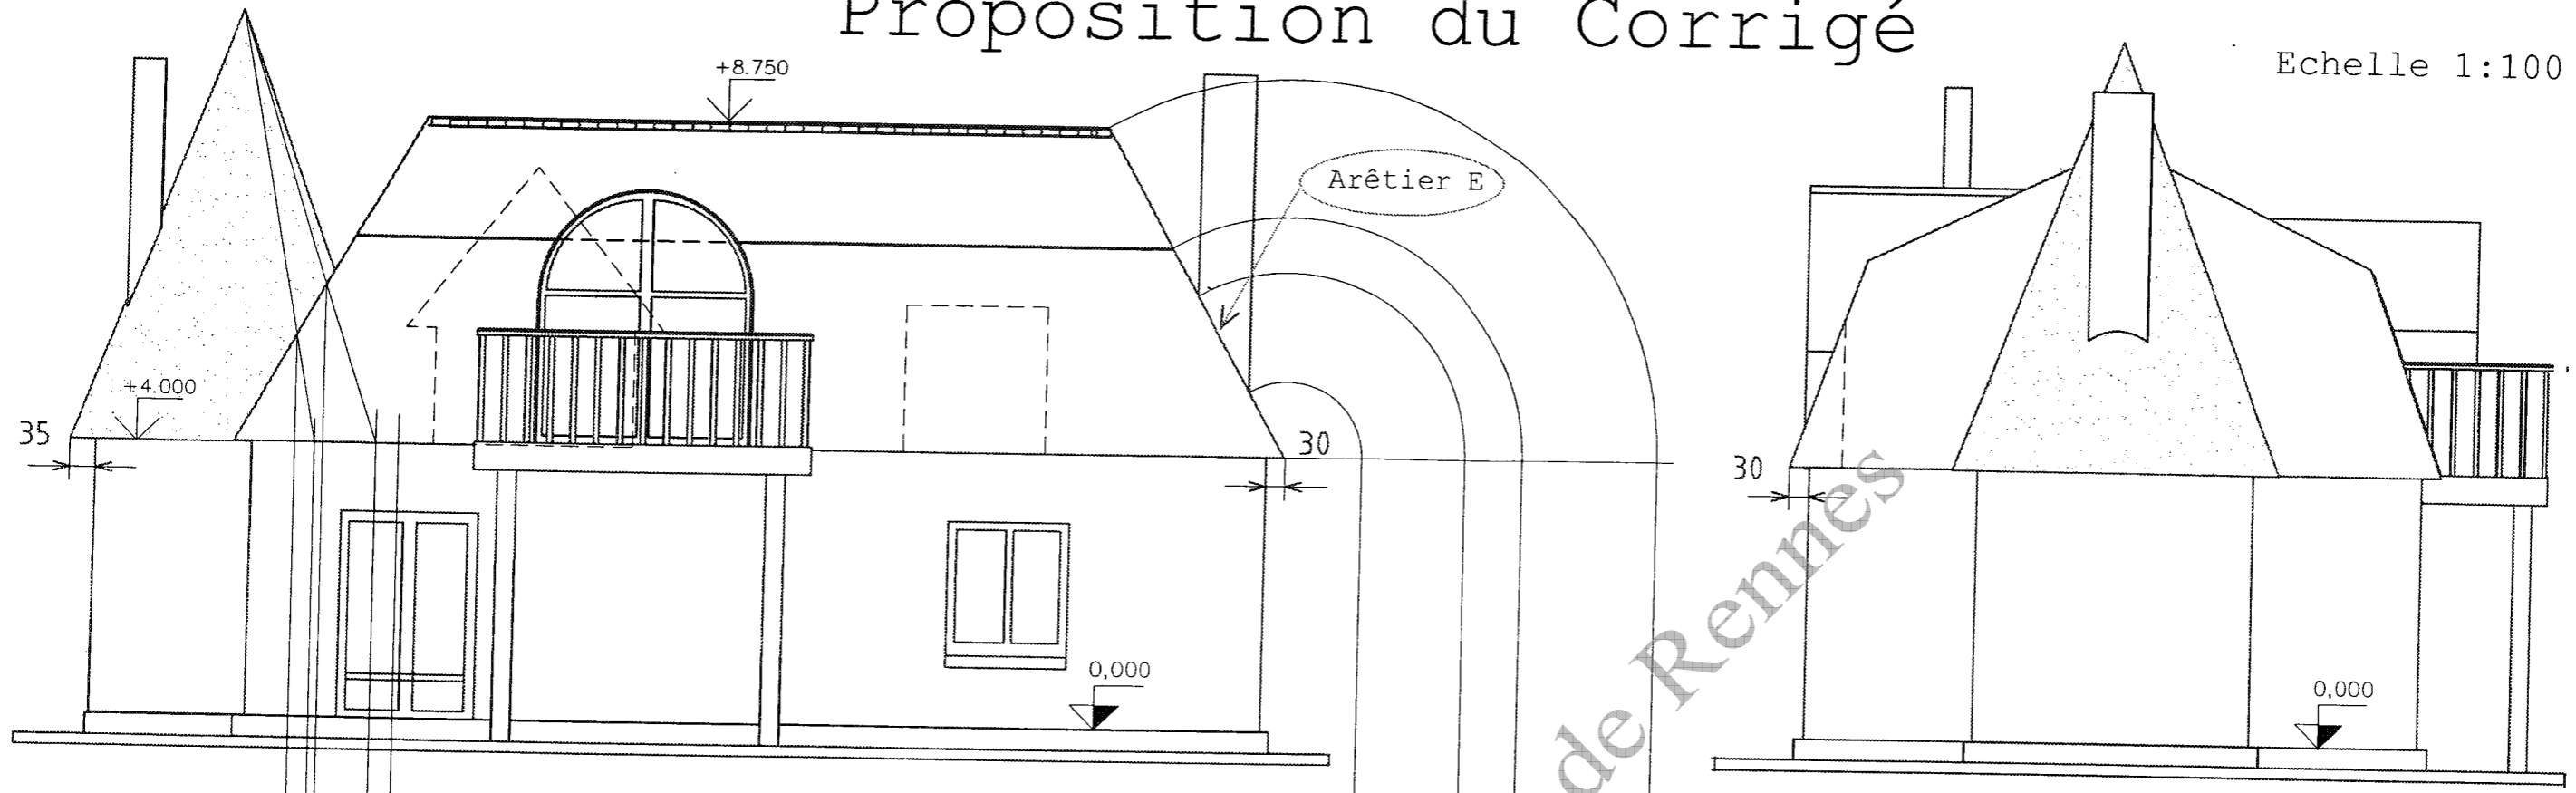 Proposition du Corrigé
Echelle 1:100
+8.750
Arêtier E
+4.000
35
30
30
0,000
0,000
de Rennes